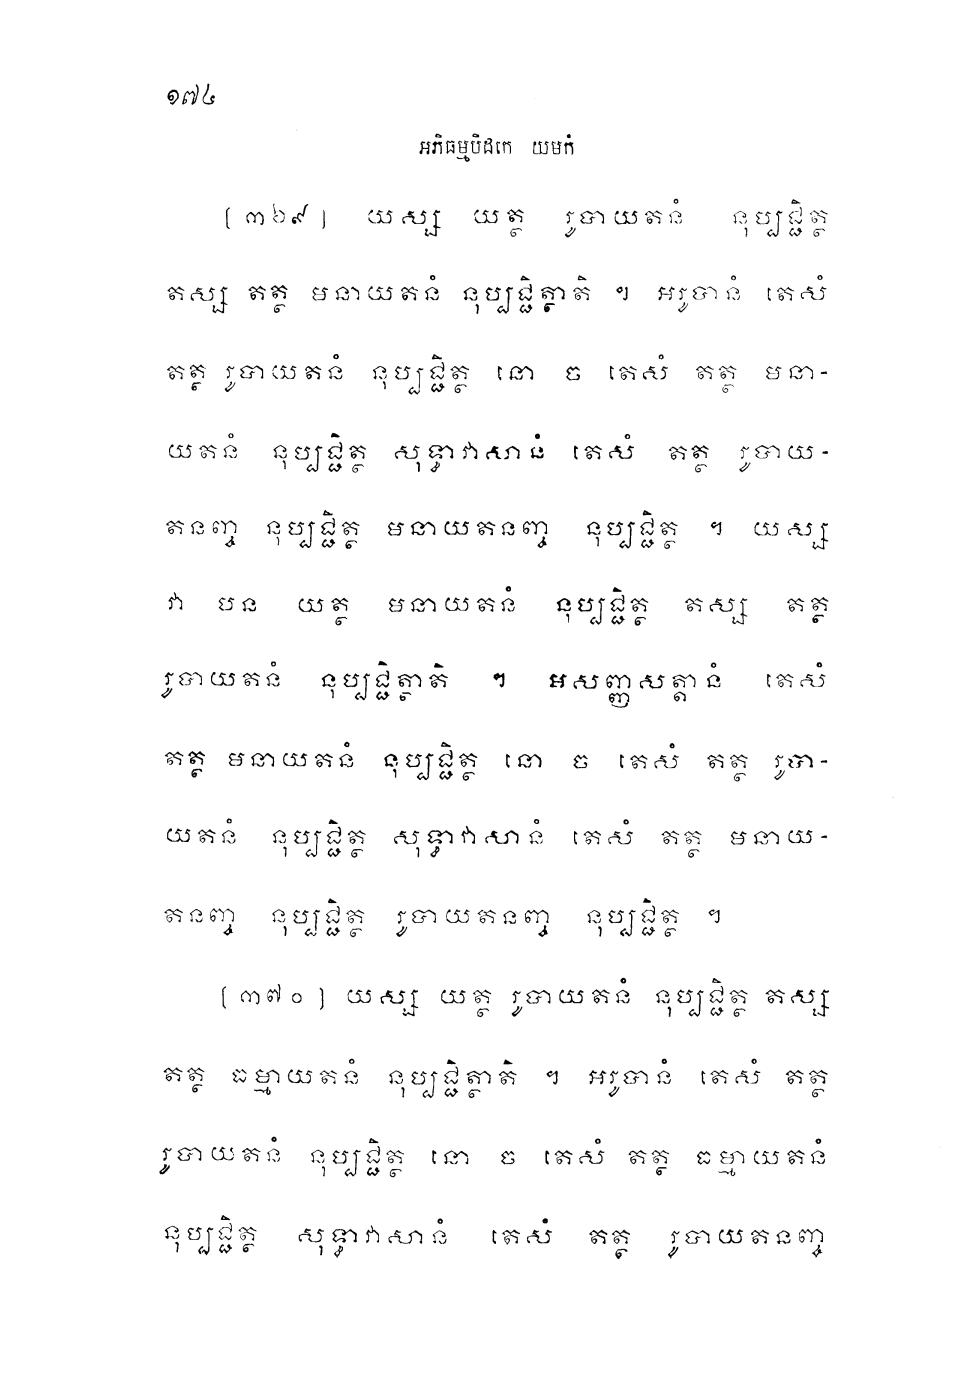 ១៧៤
អភិធម្មបិដកេ យមកំ
(៣៦៩) យស្ស យត្ថ រូបាយតនំ នុប្បជ្ជិត្ថ
តស្ស តត្ថ មនាយតនំ នុប្បជ្ជិត្ថាតិ ។ អរូបានំ តេសំ
តត្ថ រូបាយតនំ នុប្បជ្ជិត្ថ នោ ច តេសំ តត្ថ មនា-
យតនំ នុប្បជ្ជិត្ថ សុទ្ធាវាសានំ តេសំ តត្ថ រូបាយ-
តនញ្ច នុប្បជ្ជិត្ថ មនាយតនញ្ច នុប្បជ្ជិត្ថ ។ យស្ស
វា បន យត្ថ មនាយតនំ នុប្បជ្ជិត្ថ តស្ស តត្ថ
រូបាយតនំ នុប្បជ្ជិត្ថាតិ ។ អសញ្ញសត្តានំ តេសំ
តត្ថ មនាយតនំ នុប្បជ្ជិត្ថ នោ ច តេសំ តត្ថ រូបា-
យតនំ នុប្បជ្ជិត្ថ សុទ្ធាវាសានំ តេសំ តត្ថ មនាយ-
តនញ្ច នុប្បជ្ជិត្ថ រូបាយតនញ្ច នុប្បជ្ជិត្ថ ។
(៣៧០) យស្ស យត្ថ រូបាយតនំ នុប្បជ្ជិត្ថ តស្ស
តត្ថ ធម្មាយតនំ នុប្បជ្ជិត្ថាតិ ។ អរូបានំ តេសំ តត្ថ
រូបាយតនំ នុប្បជ្ជិត្ថ នោ ច តេសំ តត្ថ ធម្មាយតនំ
នុប្បជ្ជិត្ថ សុទ្ធាវាសានំ តេសំ តត្ថ រូបាយតនញ្ច